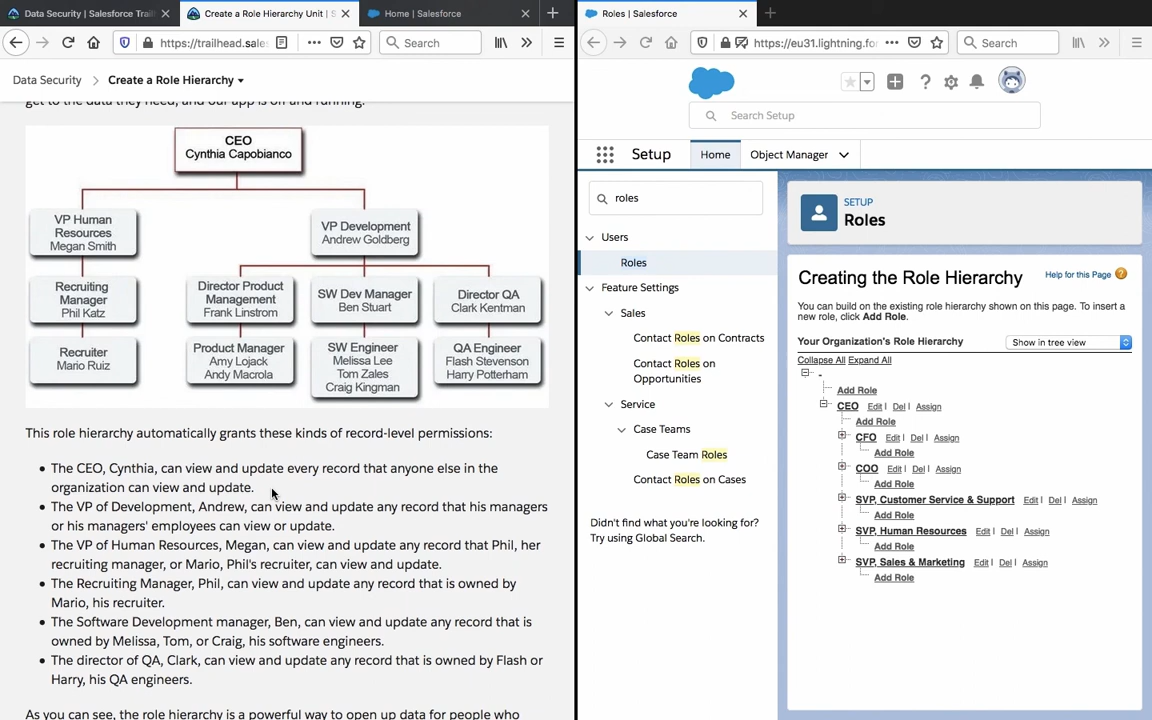 Data Security | Salesforce Trail
Create a Role Hierarchy Unit | S
Home | Salesforce
https://trailhead.sale
Search
Data Security
Create a Role Hierarchy
get to the data they need, and our app is on and running.
CEO
Cynthia Capobianco
VP Human
Resources
Megan Smith
VP Development
Andrew Goldberg
Recruiting
Manager
Phil Katz
Director Product
Management
Frank Linstrom
SW Dev Manager
Ben Stuart
Director QA
Clark Kentman
Recruiter
Mario Ruiz
Product Manager
Amy Lojack
Andy Macrola
SW Engineer
Melissa Lee
Tom Zales
Craig Kingman
QA Engineer
Flash Stevenson
Harry Potterham
This role hierarchy automatically grants these kinds of record-level permissions:
• The CEO, Cynthia, can view and update every record that anyone else in the
organization can view and update.
• The VP of Development, Andrew, can view and update any record that his managers
or his managers' employees can view or update.
• The VP of Human Resources, Megan, can view and update any record that Phil, her
recruiting manager, or Mario, Phil's recruiter, can view and update.
• The Recruiting Manager, Phil, can view and update any record that is owned by
Mario, his recruiter.
• The Software Development manager, Ben, can view and update any record that is
owned by Melissa, Tom, or Craig, his software engineers.
• The director of QA, Clark, can view and update any record that is owned by Flash or
Harry, his QA engineers.
As you can see, the role hierarchy is a powerful way to open up data for people who
Roles | Salesforce
https://eu31.lightning.fo
Search
Search Setup
Setup
Home
Object Manager
roles
Users
Roles
Feature Settings
Sales
Contact Roles on Contracts
Contact Roles on
Opportunities
Service
Case Teams
Case Team Roles
Contact Roles on Cases
Didn't find what you're looking for?
Try using Global Search.
SETUP
Roles
Creating the Role Hierarchy
Help for this Page
You can build on the existing role hierarchy shown on this page. To insert a
new role, click Add Role.
Your Organization's Role Hierarchy
Show in tree view
Collapse All Expand All
-
Add Role
CEO Edit | Del | Assign
Add Role
CFO Edit | Del | Assign
Add Role
COO Edit | Del | Assign
Add Role
SVP, Customer Service & Support Edit | Del | Assign
Add Role
SVP, Human Resources Edit | Del | Assign
Add Role
SVP, Sales & Marketing Edit | Del | Assign
Add Role